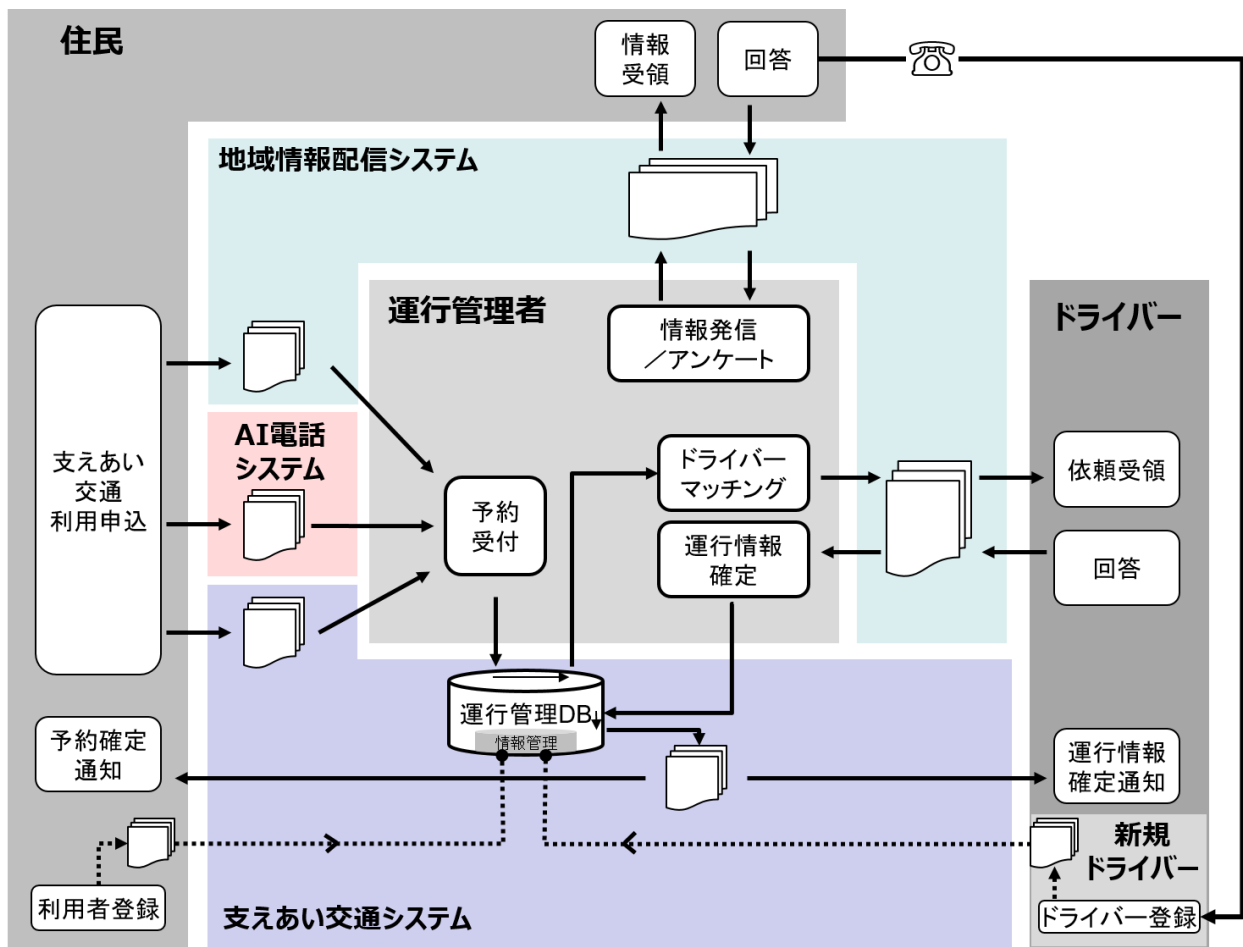 住民
情報
受領
回答
地域情報配信システム
運行管理者
情報発信
／アンケート
ドライバー
支えあい
交通
利用申込
AI電話
システム
予約
受付
ドライバー
マッチング
運行情報
確定
依頼受領
回答
運行管理DB
情報管理
予約確定
通知
運行情報
確定通知
新規
ドライバー
利用者登録
支えあい交通システム
ドライバー登録